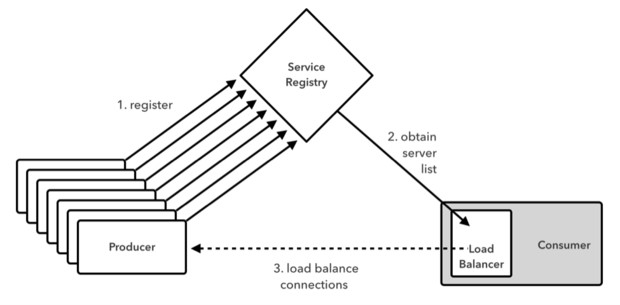 Service
Registry
1. register
2. obtain
server
list
Producer
Load
Balancer
Consumer
3. load balance
connections